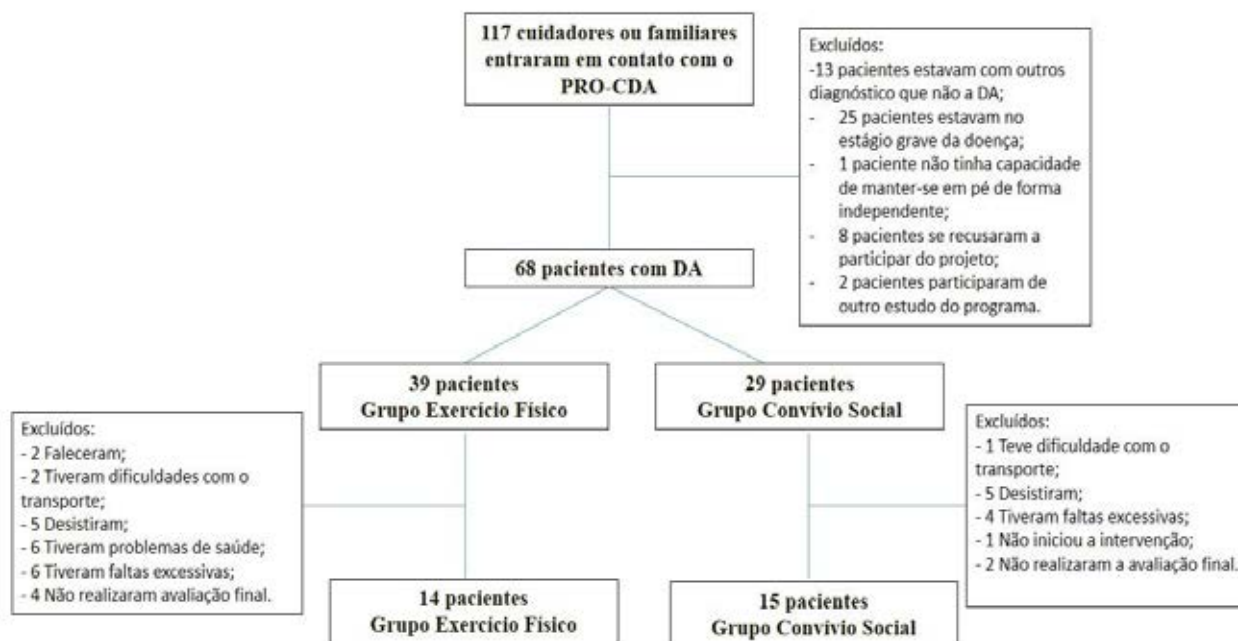 117 cuidadores ou familiares
entraram em contato com o
PRO-CDA
Excluídos:
-13 pacientes estavam com outros
diagnóstico que não a DA;
- 25 pacientes estavam no
estágio grave da doença;
- 1 paciente não tinha capacidade
de manter-se em pé de forma
independente;
- 8 pacientes se recusaram a
participar do projeto;
- 2 pacientes participaram de
outro estudo do programa.
68 pacientes com DA
39 pacientes
Grupo Exercício Físico
29 pacientes
Grupo Convívio Social
Excluídos:
- 2 Faleceram;
- 2 Tiveram dificuldades com o
transporte;
- 5 Desistiram;
- 6 Tiveram problemas de saúde;
- 6 Tiveram faltas excessivas;
- 4 Não realizaram avaliação final.
Excluídos:
- 1 Teve dificuldade com o
transporte;
- 5 Desistiram;
- 4 Tiveram faltas excessivas;
- 1 Não iniciou a intervenção;
- 2 Não realizaram a avaliação final.
14 pacientes
Grupo Exercício Físico
15 pacientes
Grupo Convívio Social